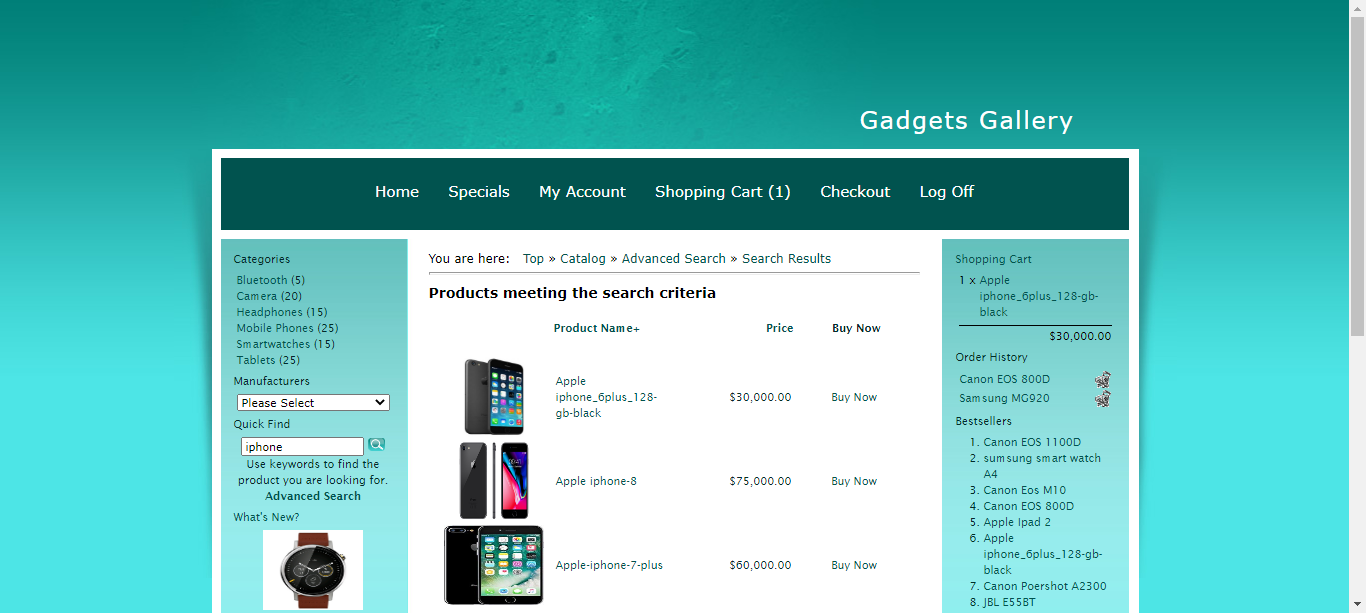 Gadgets Gallery
Home Specials My Account Shopping Cart (1) Checkout Log Off
Categories
Bluetooth (5)
Camera (20)
Headphones (15)
Mobile Phones (25)
Smartwatches (15)
Tablets (25)
Manufacturers
Please Select
Quick Find
iphone
Use keywords to find the
product you are looking for.
Advanced Search
What's New?
You are here: Top » Catalog » Advanced Search » Search Results
Products meeting the search criteria
Product Name+ Price Buy Now
Apple
iphone_6plus_128-
gb-black
$30,000.00 Buy Now
Apple iphone-8 $75,000.00 Buy Now
Apple-iphone-7-plus $60,000.00 Buy Now
Shopping Cart
1 x Apple
iphone_6plus_128-gb-
black
$30,000.00
Order History
Canon EOS 800D
Samsung MG920
Bestsellers
1. Canon EOS 1100D
2. sumsung smart watch
A4
3. Canon Eos M10
4. Canon EOS 800D
5. Apple Ipad 2
6. Apple
iphone_6plus_128-gb-
black
7. Canon Poershot A2300
8. JBL E55BT